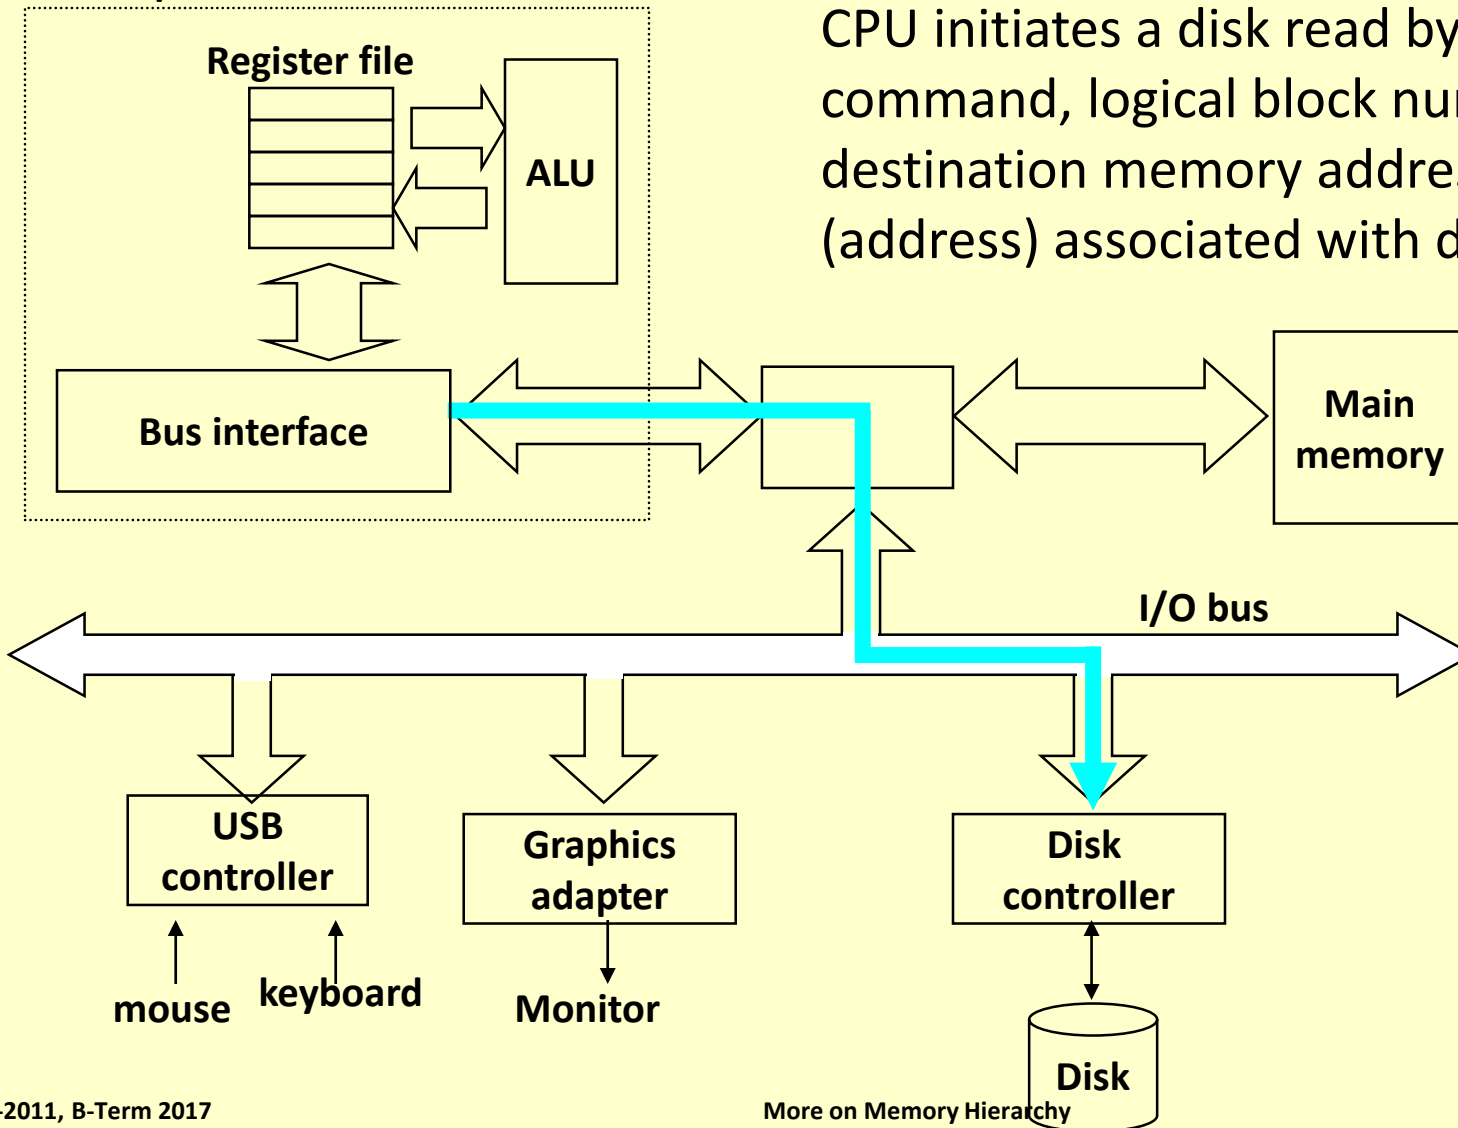 CPU initiates a disk read by
command, logical block
destination memory
(address) associated with
Register file
ALU
Bus interface
Main
memory
I/O bus
USB
controller
Graphics
adapter
Disk
controller
mouse
keyboard
Monitor
Disk
-2011, B-Term 2017
More on Memory Hierarchy